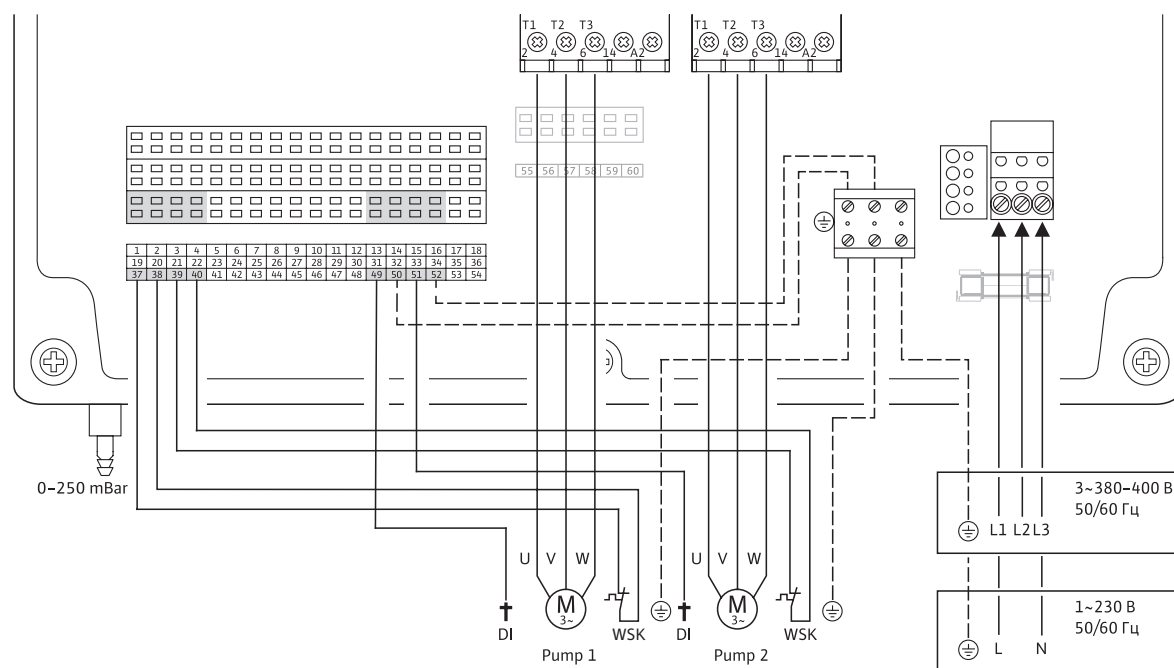 T1 T2 T3
2 4 6 14 A2
T1 T2 T3
2 4 6 14 A2
55 56 57 58 59 60
1 2 3 4 5 6 7 8 9 10 11 12 13 14 15 16 17 18
19 20 21 22 23 24 25 26 27 28 29 30 31 32 33 34 35 36
37 38 39 40 41 42 43 44 45 46 47 48 49 50 51 52 53 54
0–250 mBar
3~380–400 В
50/60 Гц
L1 L2 L3
U V W
U V W
M
3~
M
3~
DI
WSK
DI
WSK
Pump 1
Pump 2
1~230 В
50/60 Гц
L N